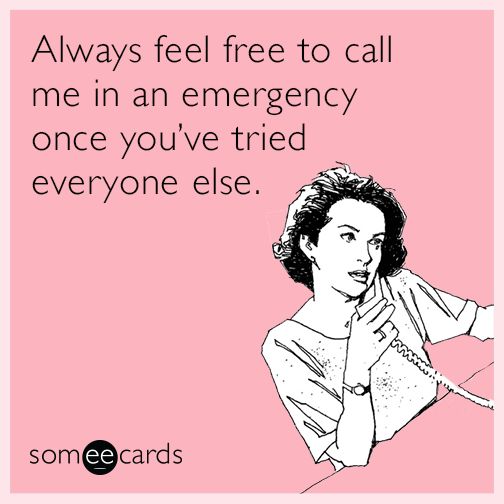 Always feel free to call
me in an emergency
once you’ve tried
everyone else.
someecards